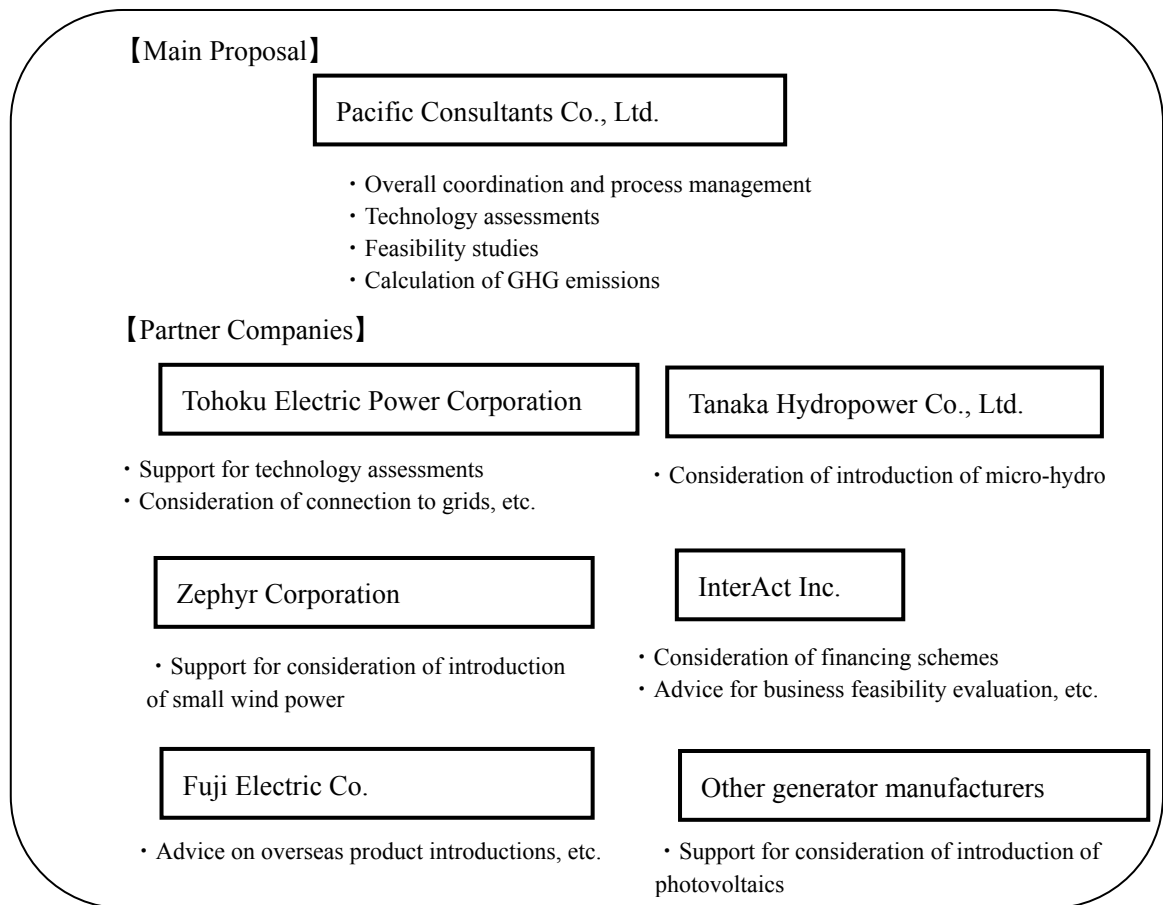 【Main Proposal】
Pacific Consultants Co., Ltd.
・Overall coordination and process management
・Technology assessments
・Feasibility studies
・Calculation of GHG emissions
【Partner Companies】
Tohoku Electric Power Corporation
・Support for technology assessments
・Consideration of connection to grids, etc.
Tanaka Hydropower Co., Ltd.
・Consideration of introduction of micro-hydro
Zephyr Corporation
・Support for consideration of introduction
of small wind power
InterAct Inc.
・Consideration of financing schemes
・Advice for business feasibility evaluation, etc.
Fuji Electric Co.
・Advice on overseas product introductions, etc.
Other generator manufacturers
・Support for consideration of introduction of
photovoltaics